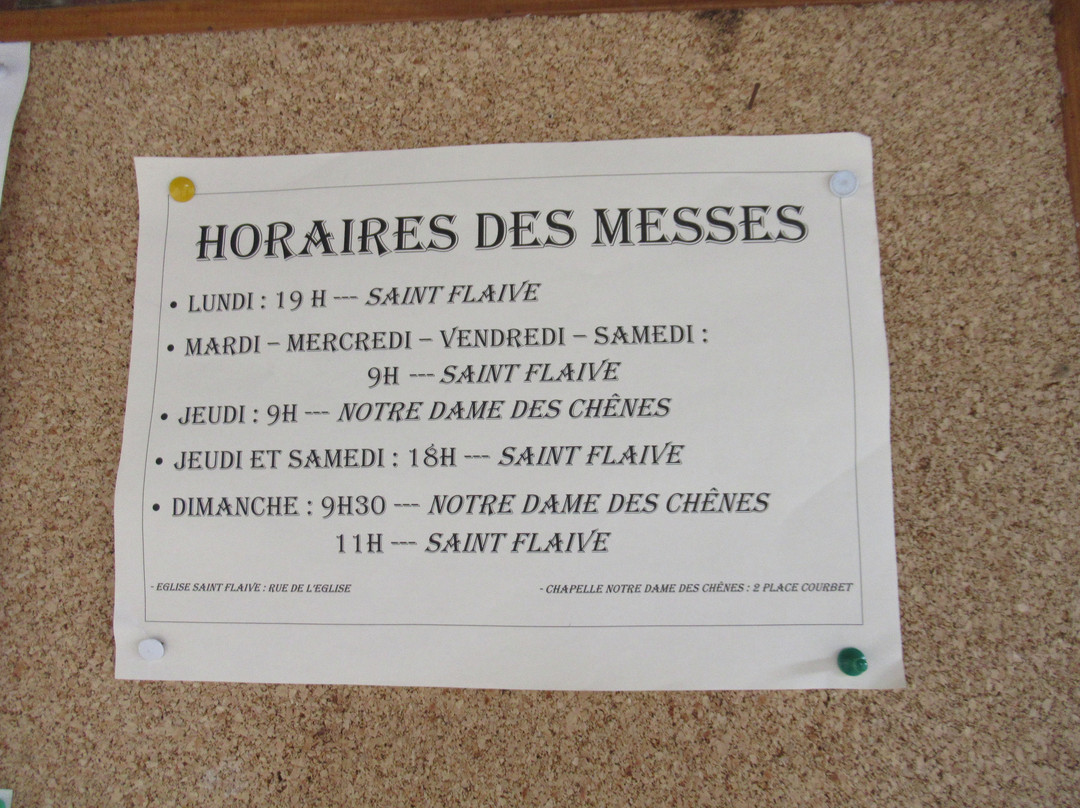 HORAIRES DES MESSES
• LUNDI : 19 H --- SAINT FLAIVE
• MARDI – MERCREDI – VENDREDI – SAMEDI :
9H --- SAINT FLAIVE
• JEUDI : 9H --- NOTRE DAME DES CHÊNES
• JEUDI ET SAMEDI : 18H --- SAINT FLAIVE
• DIMANCHE : 9H30 --- NOTRE DAME DES CHÊNES
11H --- SAINT FLAIVE
- EGLISE SAINT FLAIVE : RUE DE L'EGLISE - CHAPELLE NOTRE DAME DES CHÊNES : 2 PLACE COURBET